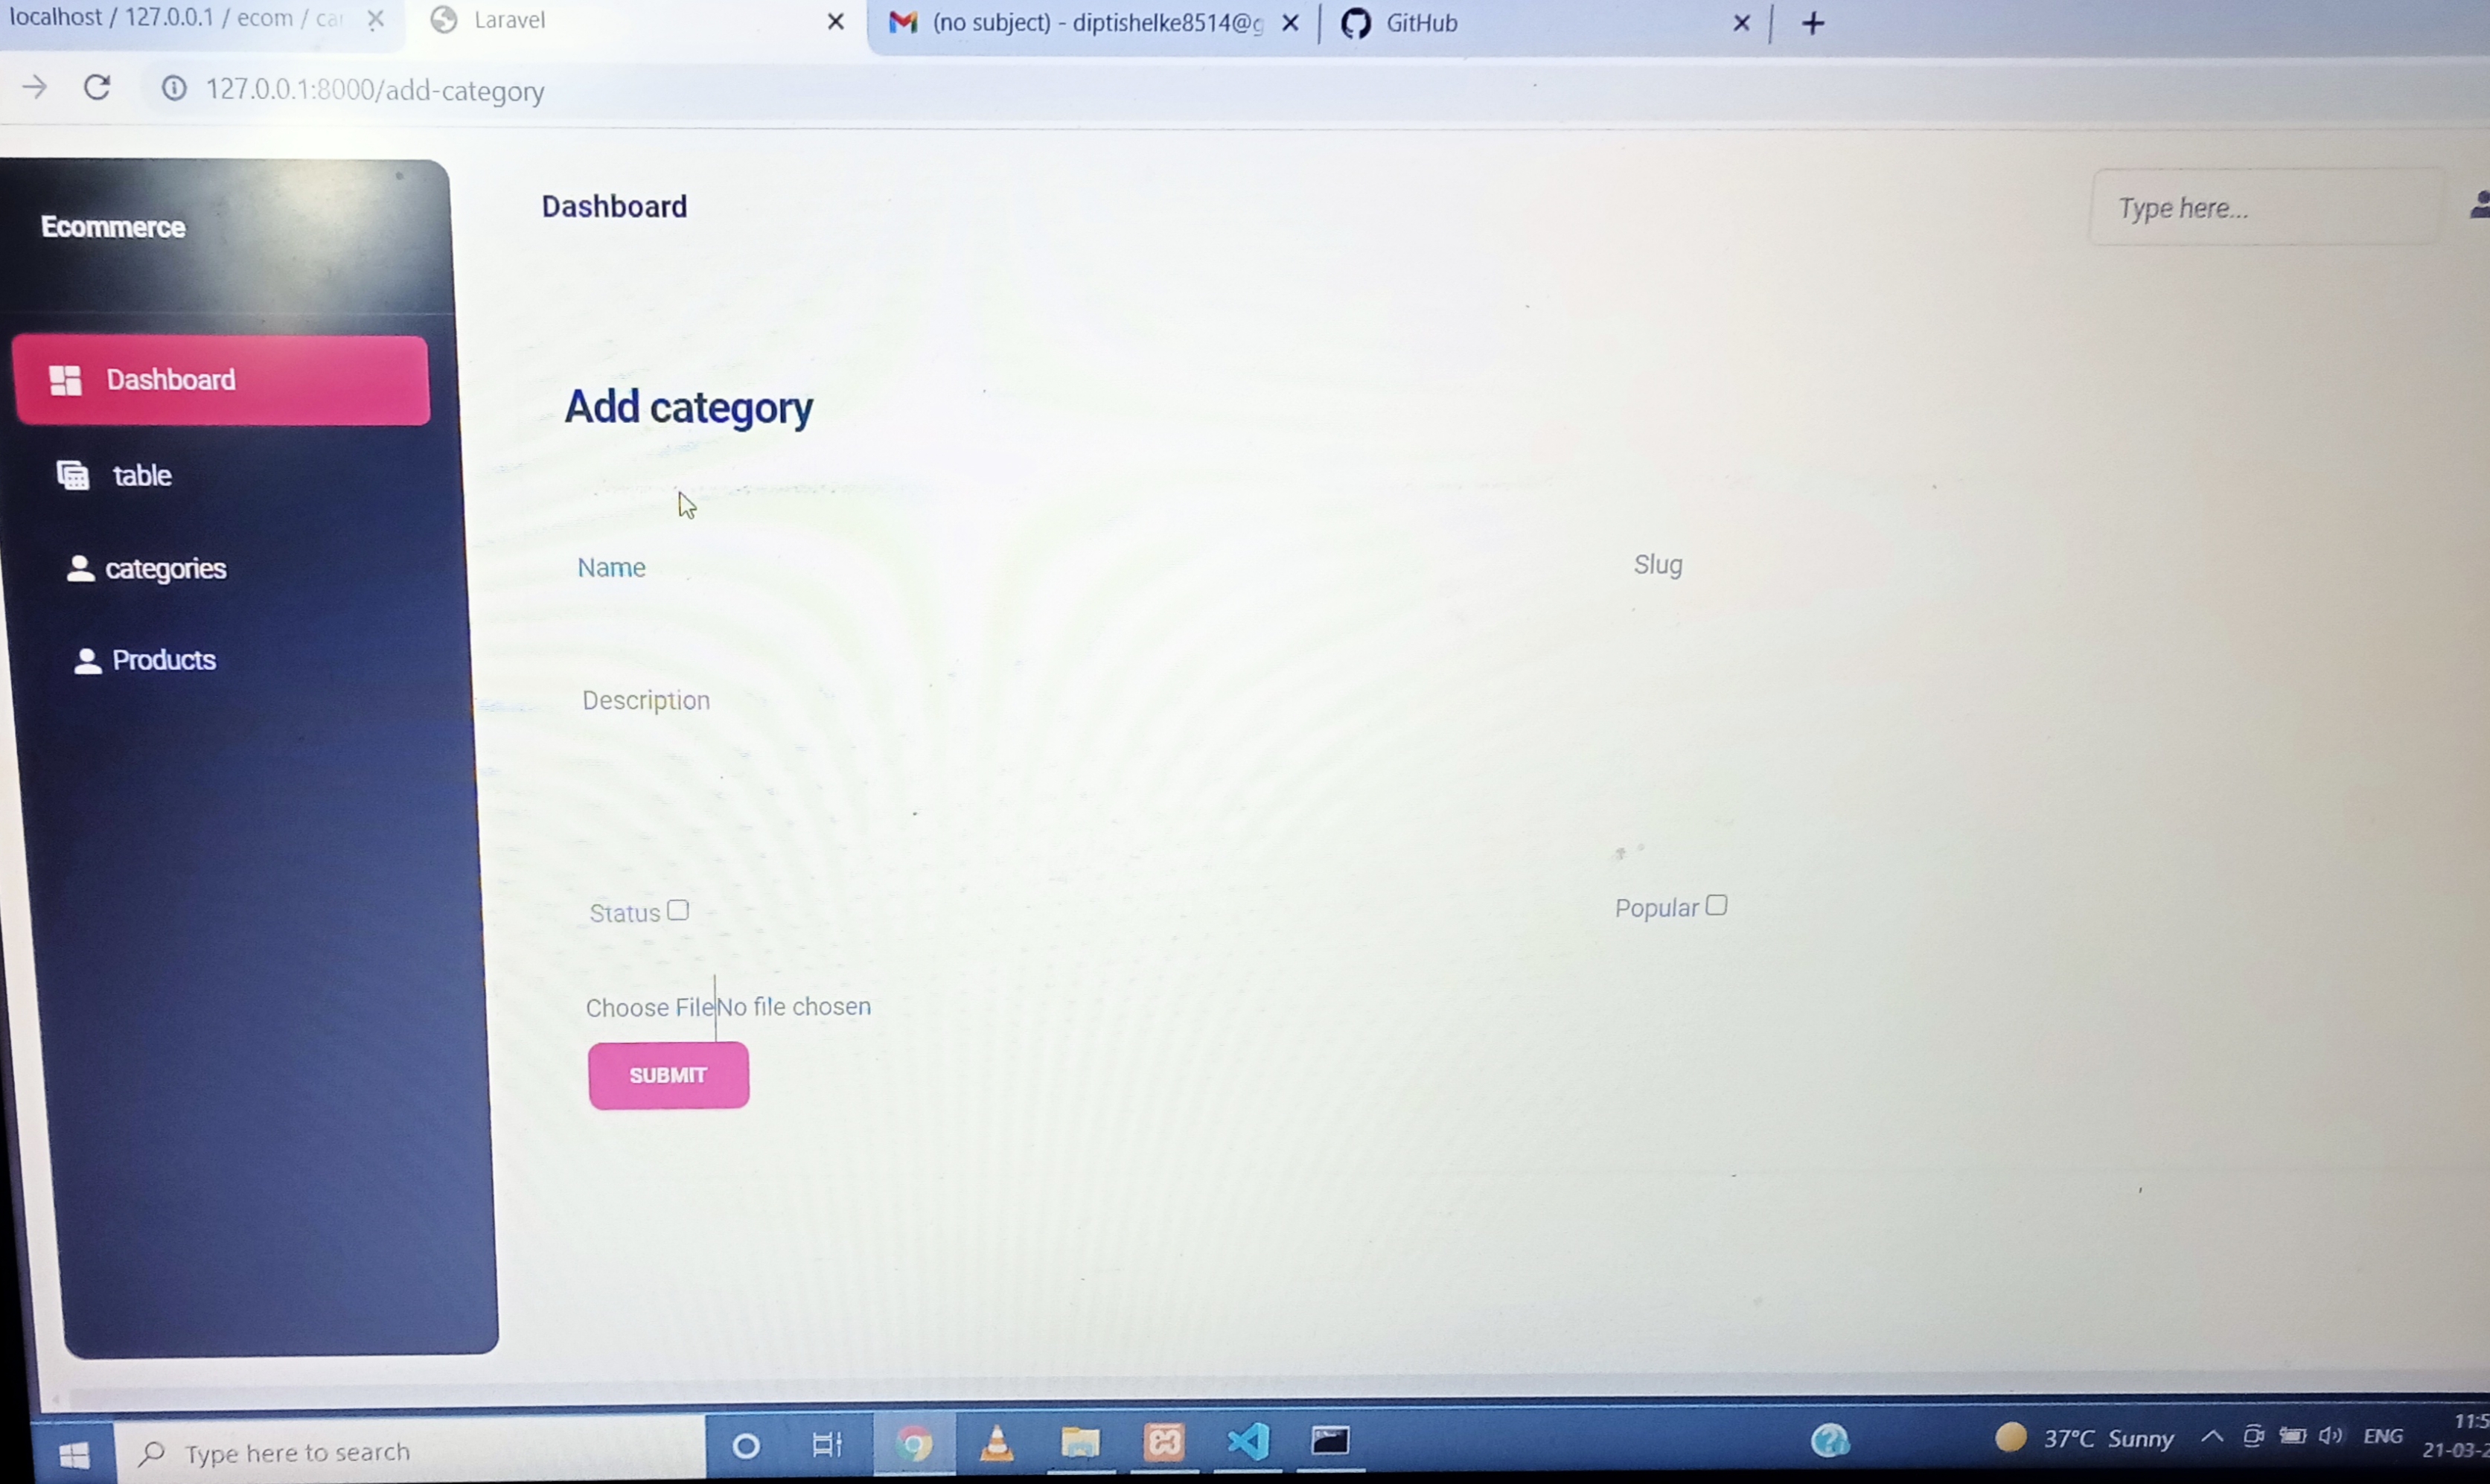 localhost / 127.0.0.1 / ecom / ca
Laravel
(no subject) - diptishelke8514@g
GitHub
127.0.0.1:8000/add-category
Ecommerce
Dashboard
Type here...
Dashboard
table
categories
Products
Add category
Name
Slug
Description
Status
Popular
Choose File No file chosen
SUBMIT
Type here to search
37°C Sunny
ENG
11:5
21-03-2